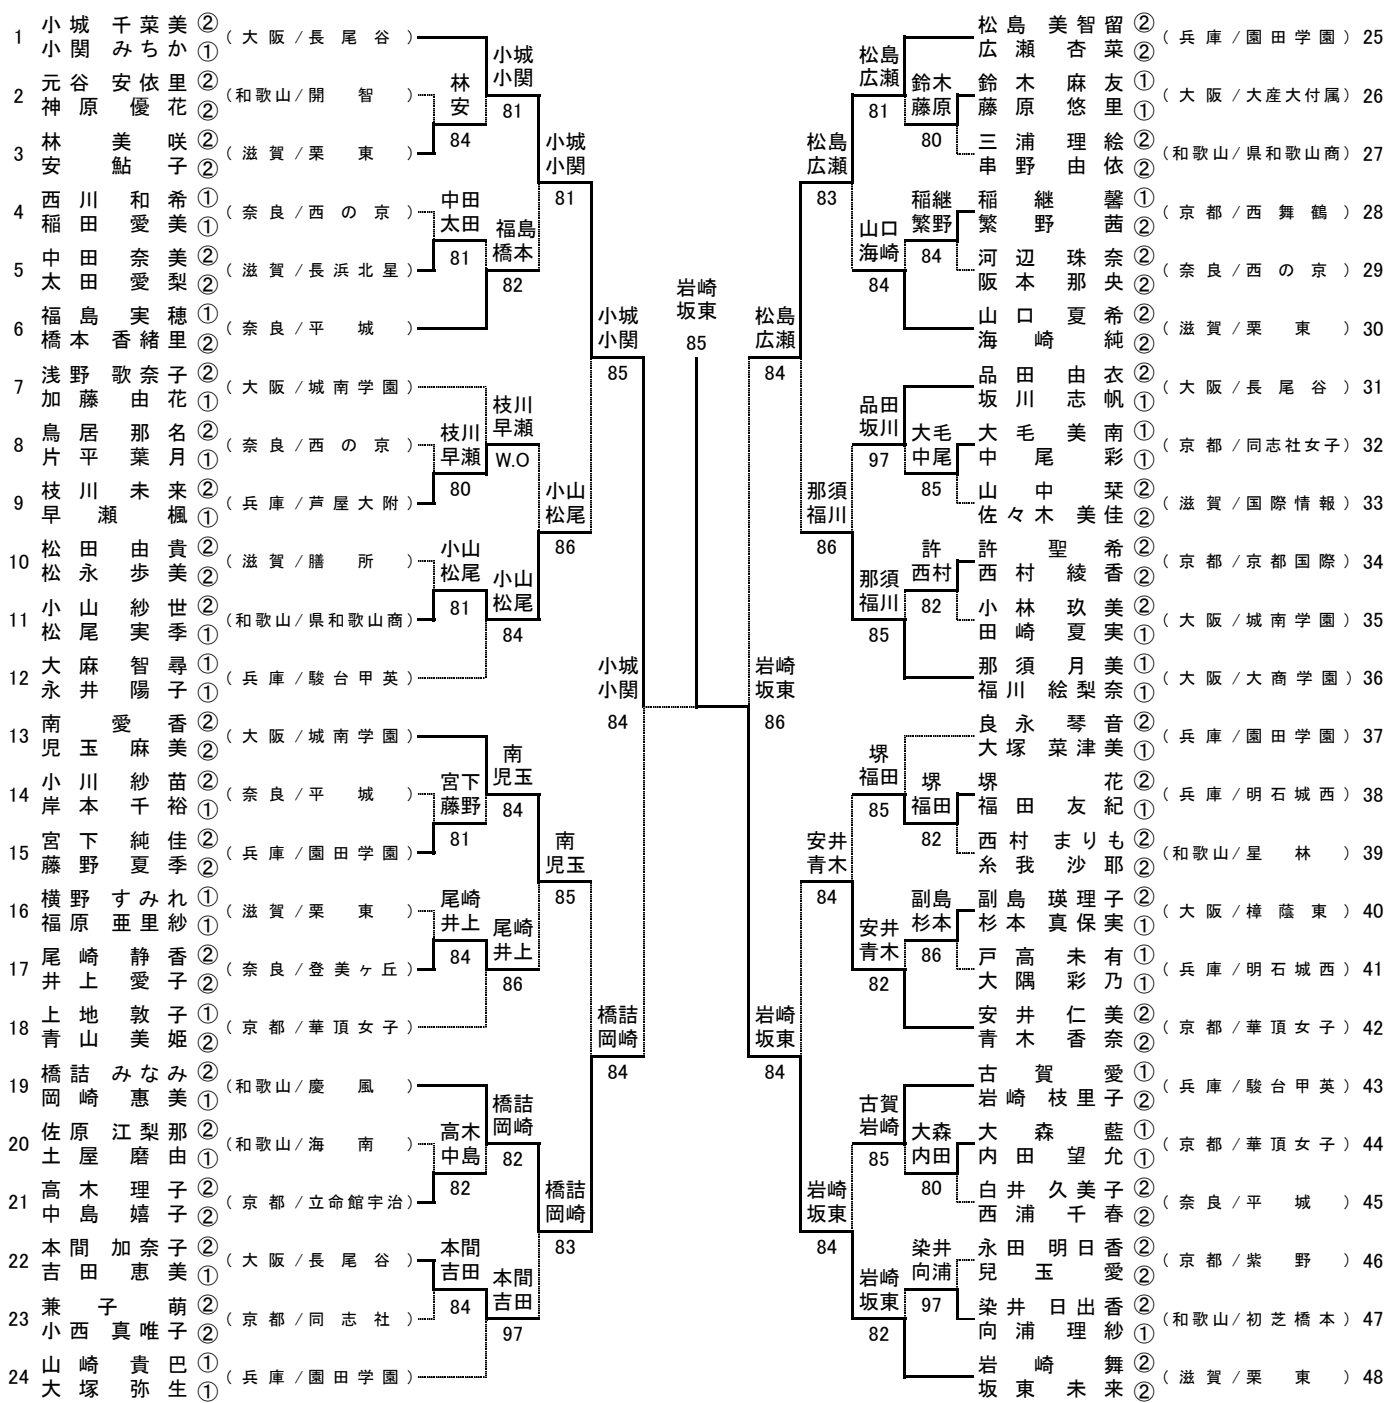 1 小城 千菜美 ② (大阪/長尾谷)
小関 みちか ①
2 元谷 安依里 ② (和歌山/開智)
神原 優花 ②
3 林 美咲 ② (滋賀/栗東)
安 鮎子 ②
4 西川 和希 ① (奈良/西の京)
稲田 愛美 ①
5 中田 奈美 ② (滋賀/長浜北星)
太田 愛梨 ②
6 福島 実穂 ① (奈良/平城)
橋本 香緒里 ②
7 浅野 歌奈子 ② (大阪/城南学園)
加藤 由花 ①
8 鳥居 那名 ② (奈良/西の京)
片平 葉月 ①
9 枝川 未来 ② (兵庫/芦屋大附)
早瀬 楓 ①
10 松田 由貴 ② (滋賀/膳所)
松永 歩美 ②
11 小山 紗世 ② (和歌山/県和歌山商)
松尾 実季 ①
12 大麻 智尋 ① (兵庫/駿台甲英)
永井 陽子 ①
13 南 愛香 ② (大阪/城南学園)
児玉 麻美 ②
14 小川 紗苗 ② (奈良/平城)
岸本 千裕 ①
15 宮下 純佳 ② (兵庫/園田学園)
藤野 夏季 ②
16 横野 すみれ ① (滋賀/栗東)
福原 亜里紗 ①
17 尾崎 静香 ② (奈良/登美ヶ丘)
井上 愛子 ②
18 上地 敦子 ① (京都/華頂女子)
青山 美姫 ②
19 橋詰 みなみ ② (和歌山/慶風)
岡崎 恵美 ①
20 佐原 江梨那 ② (和歌山/海南)
土屋 磨由 ①
21 高木 理子 ② (京都/立命館宇治)
中島 嬉子 ②
22 本間 加奈子 ② (大阪/長尾谷)
吉田 恵美 ①
23 兼子 萌 ② (京都/同志社)
小西 真唯子 ②
24 山崎 貴巴 ① (兵庫/園田学園)
大塚 弥生 ①
林
安
84
中田
太田
81
枝川
早瀬
80
小山
松尾
81
宮下
藤野
81
尾崎
井上
84
高木
中島
82
本間
吉田
84
小城
小関
81
福島
橋本
82
枝川
早瀬
W.O
小山
松尾
84
南
児玉
84
尾崎
井上
86
橋詰
岡崎
82
本間
吉田
97
小城
小関
81
小山
松尾
86
南
児玉
85
橋詰
岡崎
83
小城
小関
85
橋詰
岡崎
84
小城
小関
84
岩崎
坂東
85
岩崎
坂東
86
松島
広瀬
84
岩崎
坂東
84
松島
広瀬
83
那須
福川
86
安井
青木
84
岩崎
坂東
84
松島
広瀬
81
山口
海崎
84
品田
坂川
97
那須
福川
85
堺
福田
85
安井
青木
82
古賀
岩崎
85
岩崎
坂東
82
鈴木
藤原
80
稲継
繁野
84
大毛
中尾
85
許
西村
82
堺
福田
82
副島
杉本
86
大森
内田
80
染井
向浦
97
松島 美智留 ② (兵庫/園田学園) 25
広瀬 杏菜 ②
鈴木 麻友 ① (大阪/大産大付属) 26
藤原 悠里 ①
三浦 理絵 ② (和歌山/県和歌山商) 27
串野 由依 ②
稲継 馨 ① (京都/西舞鶴) 28
繁野 茜 ②
河辺 珠奈 ② (奈良/西の京) 29
阪本 那央 ②
山口 夏希 ② (滋賀/栗東) 30
海崎 純 ②
品田 由衣 ② (大阪/長尾谷) 31
坂川 志帆 ①
大毛 美南 ① (京都/同志社女子) 32
中尾 彩 ①
山中 栞 ② (滋賀/国際情報) 33
佐々木 美佳 ②
許 聖希 ② (京都/京都国際) 34
西村 綾香 ②
小林 玖美 ② (大阪/城南学園) 35
田崎 夏実 ①
那須 月美 ① (大阪/大商学園) 36
福川 絵梨奈 ①
良永 琴音 ② (兵庫/園田学園) 37
大塚 菜津美 ①
堺 花 ② (兵庫/明石城西) 38
福田 友紀 ①
西村 まりも ② (和歌山/星林) 39
糸我 沙耶 ②
副島 瑛理子 ② (大阪/樟蔭東) 40
杉本 真保実 ①
戸高 未有 ① (兵庫/明石城西) 41
大隅 彩乃 ①
安井 仁美 ② (京都/華頂女子) 42
青木 香奈 ②
古賀 愛 ① (兵庫/駿台甲英) 43
岩崎 枝里子 ②
大森 藍 ① (京都/華頂女子) 44
内田 望允 ①
白井 久美子 ② (奈良/平城) 45
西浦 千春 ②
永田 明日香 ② (京都/紫野) 46
兒玉 愛 ②
染井 日出香 ② (和歌山/初芝橋本) 47
向浦 理紗 ①
岩崎 舞 ② (滋賀/栗東) 48
坂東 未来 ②